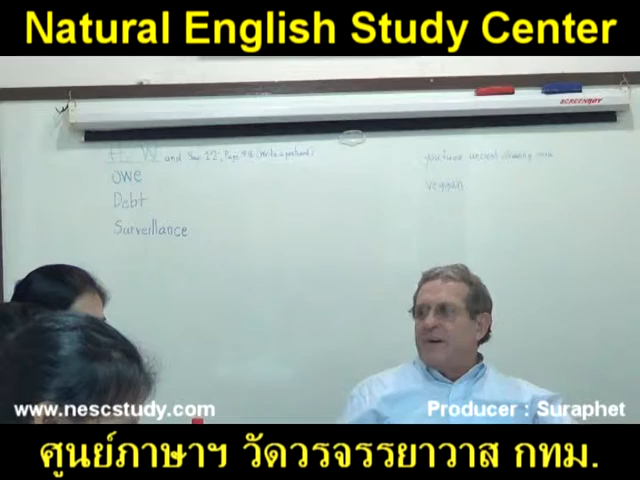 Natural English Study Center
SCREENBOY
H. W and
owe
Debt
Surveillance
veggan
www.nescstudy.com
Producer : Suraphet
ศูนย์ภาษาฯ วัดวรจรรยาวาส กทม.